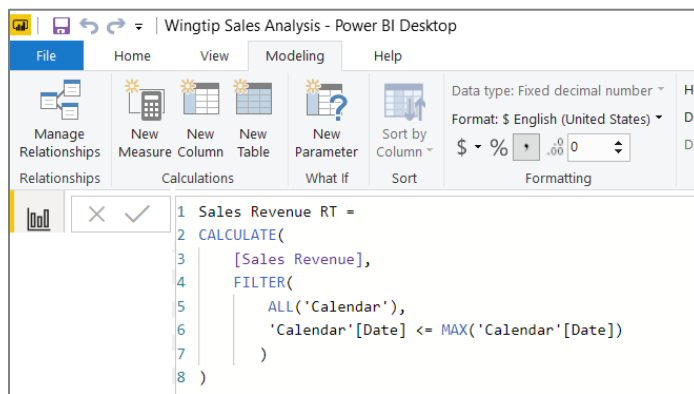 Wingtip Sales Analysis - Power BI Desktop
File Home View Modeling Help
Manage Relationships
New Measure
New Column
New Table
New Parameter
Sort by Column
Data type: Fixed decimal number
Format: $ English (United States)
$ % , .00 0
Relationships Calculations What If Sort Formatting
1 Sales Revenue RT =
2 CALCULATE(
3 [Sales Revenue],
4 FILTER(
5 ALL('Calendar'),
6 'Calendar'[Date] <= MAX('Calendar'[Date])
7 )
8 )